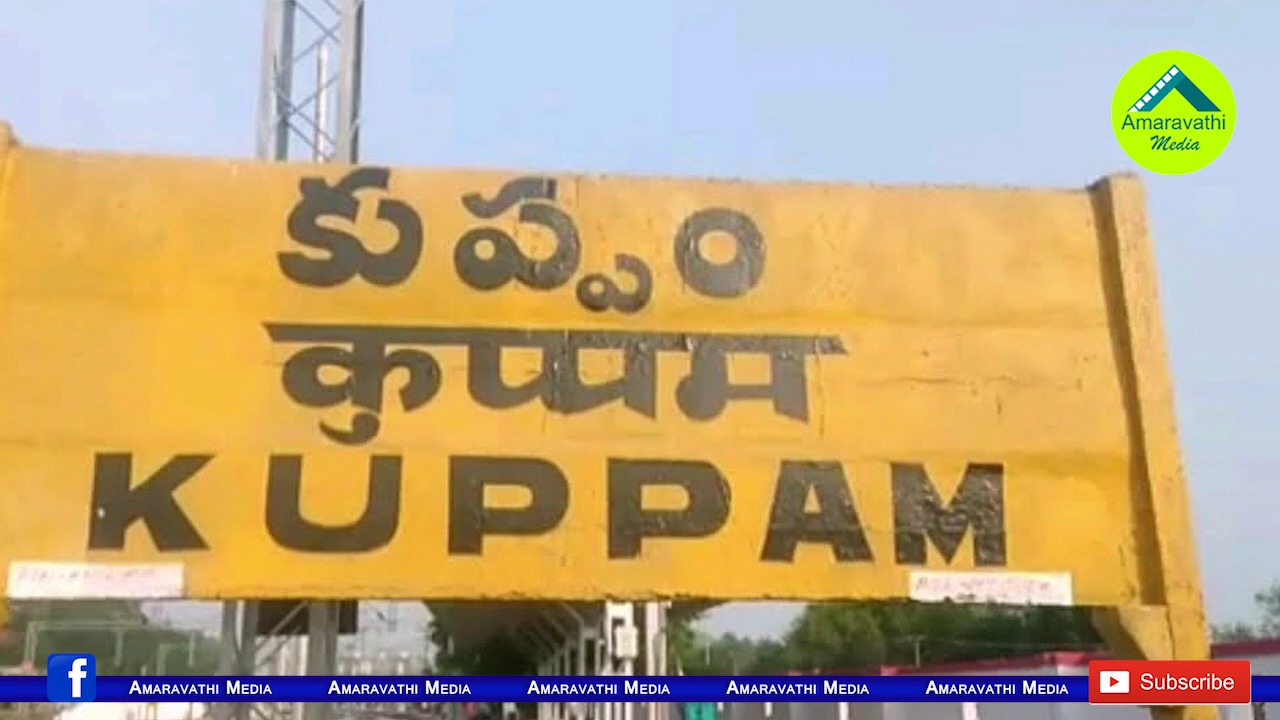 Amaravathi
Media
కుప్పం
कुप्पम
KUPPAM
f Amaravathi Media Amaravathi Media Amaravathi Media Amaravathi Media Amaravathi Media Subscribe